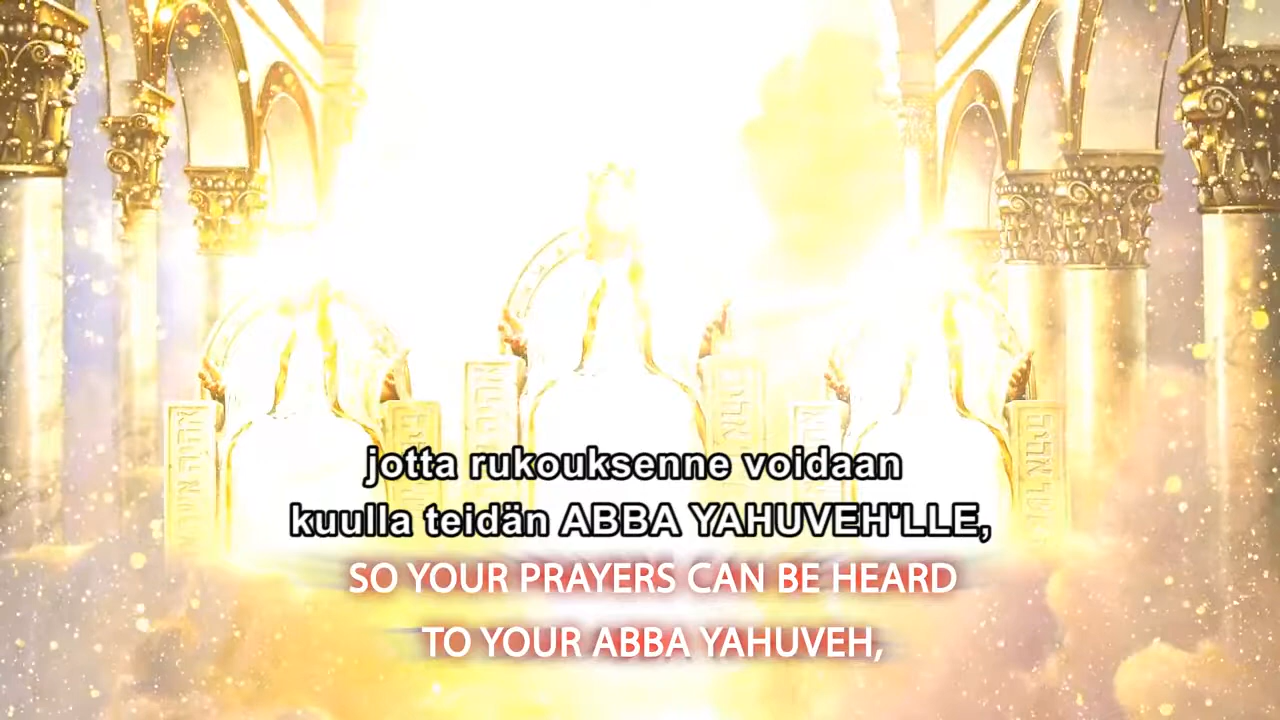 jotta rukouksenne voidaan
kuulla teidän ABBA YAHUVEH'LLE,
SO YOUR PRAYERS CAN BE HEARD
TO YOUR ABBA YAHUVEH,